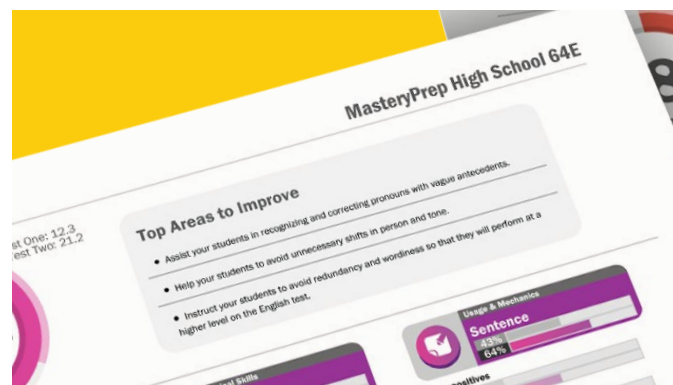 MasteryPrep High School 64E
st One: 12.3
est Two: 21.2
Top Areas to Improve
• Assist your students in recognizing and correcting pronouns with vague antecedents.
• Help your students to avoid unnecessary shifts in person and tone.
• Instruct your students to avoid redundancy and wordiness so that they will perform at a
higher level on the English test.
Usage & Mechanics
Sentence
43%
64%
Skills